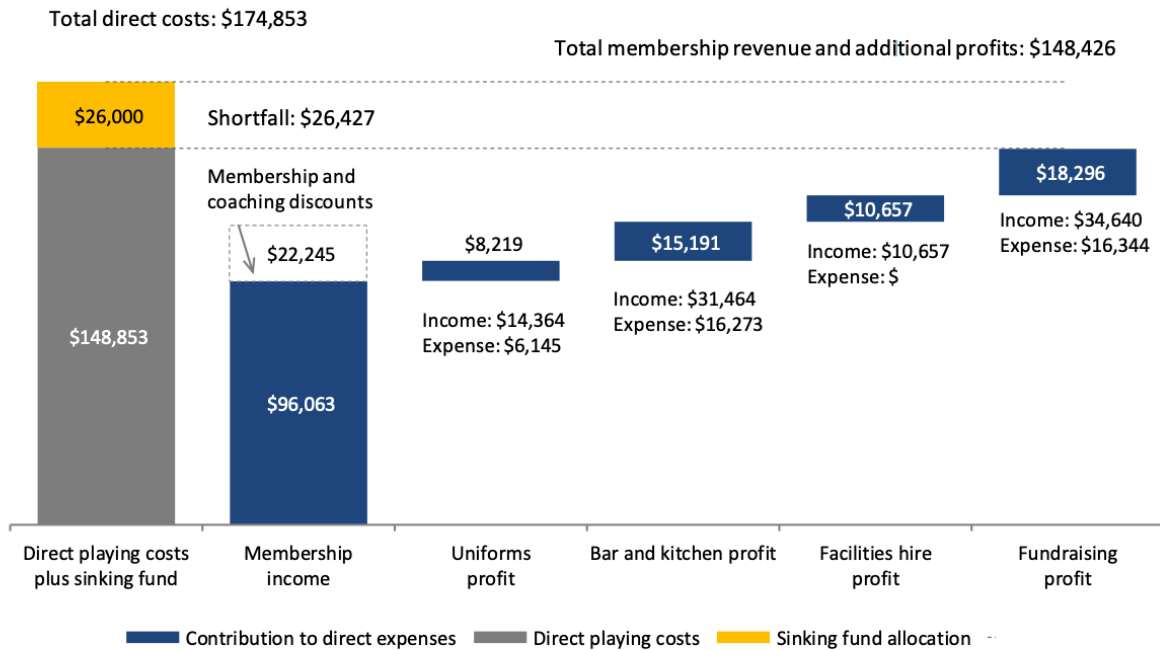 Total direct costs: $174,853
Total membership revenue and additional profits: $148,426
$26,000
Shortfall: $26,427
Membership and
coaching discounts
$22,245
$148,853
$96,063
$8,219
Income: $14,364
Expense: $6,145
$15,191
Income: $31,464
Expense: $16,273
$10,657
Income: $10,657
Expense: $
$18,296
Income: $34,640
Expense: $16,344
Direct playing costs
plus sinking fund
Membership
income
Uniforms
profit
Bar and kitchen profit
Facilities hire
profit
Fundraising
profit
Contribution to direct expenses
Direct playing costs
Sinking fund allocation